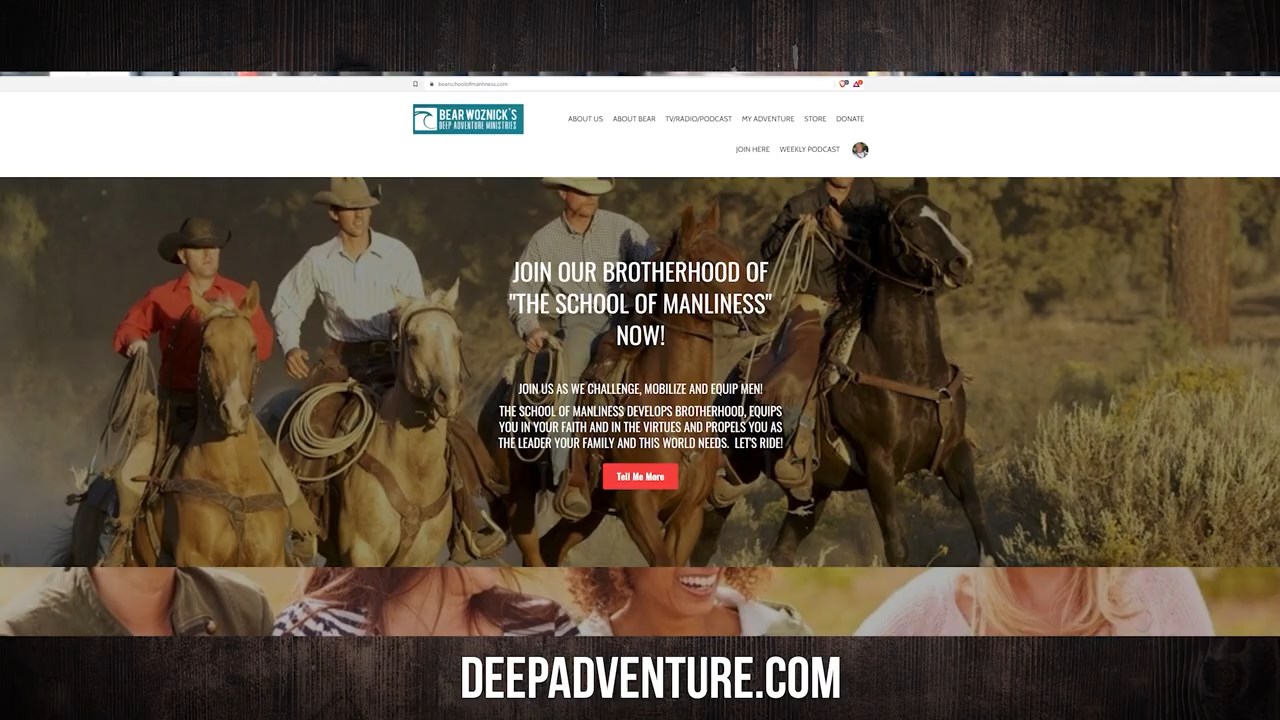 bearschoolofmanliness.com
BEAR WOZNICK'S
DEEP ADVENTURE MINISTRIES
ABOUT US ABOUT BEAR TV/RADIO/PODCAST MY ADVENTURE STORE DONATE
JOIN HERE WEEKLY PODCAST
JOIN OUR BROTHERHOOD OF
"THE SCHOOL OF MANLINESS"
NOW!
JOIN US AS WE CHALLENGE, MOBILIZE AND EQUIP MEN!
THE SCHOOL OF MANLINESS DEVELOPS BROTHERHOOD, EQUIPS
YOU IN YOUR FAITH AND IN THE VIRTUES AND PROPELS YOU AS
THE LEADER YOUR FAMILY AND THIS WORLD NEEDS. LET'S RIDE!
Tell Me More
DEEPADVENTURE.COM